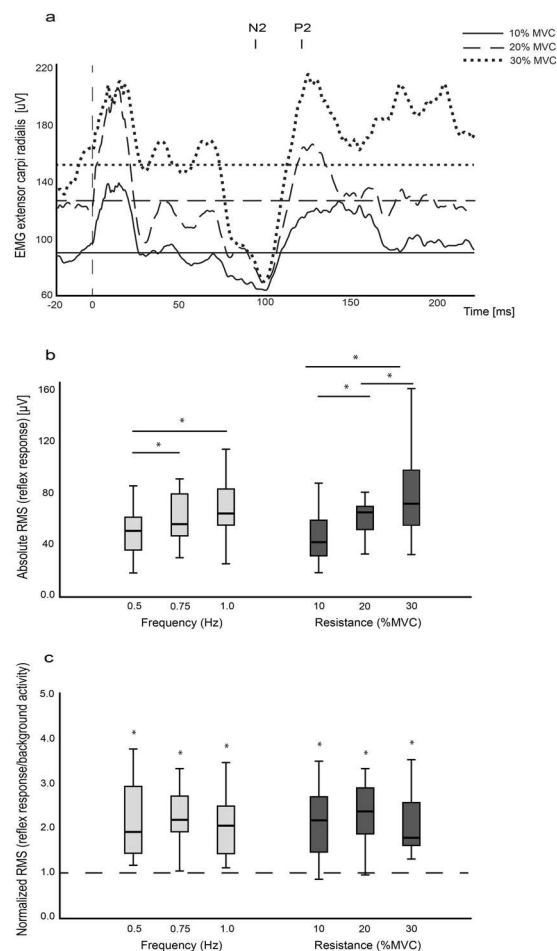 a
N2 P2
10% MVC
20% MVC
30% MVC
EMG extensor carpi radialis [uV]
220
180
140
100
60
-20 0 50 100 150 200
Time [ms]
b
Absolute RMS (reflex response) [µV]
160
120
80
40
0.0
* * * * *
0.5 0.75 1.0 10 20 30
Frequency (Hz) Resistance (%MVC)
c
Normalized RMS (reflex response/background activity)
5.0
4.0
3.0
2.0
1.0
0.0
* * * * * *
0.5 0.75 1.0 10 20 30
Frequency (Hz) Resistance (%MVC)